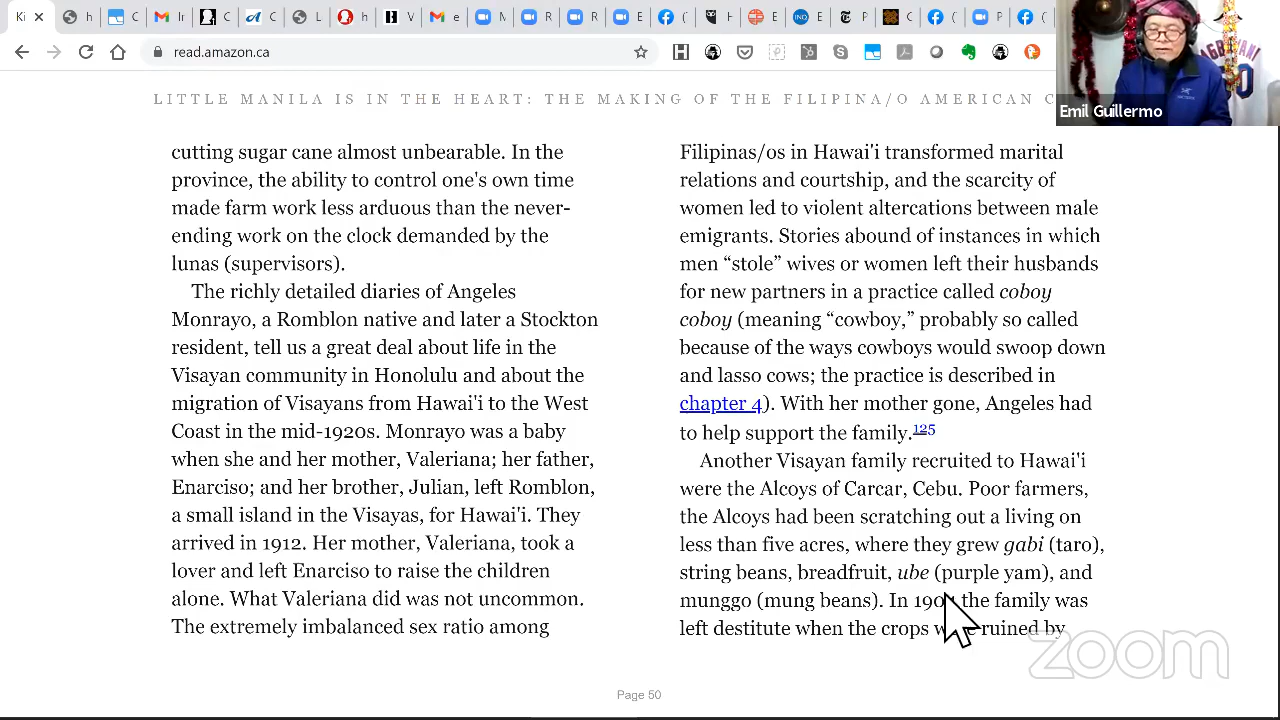 Ki
C
C
C
C
L
h
V
e
M
R
R
E
(
H
E
E
P
P
(
P
(
read.amazon.ca
LITTLE MANILA IS IN THE HEART: THE MAKING OF THE FILIPINA/O AMERICAN C
Emil Guillermo
cutting sugar cane almost unbearable. In the
province, the ability to control one's own time
made farm work less arduous than the never-
ending work on the clock demanded by the
lunas (supervisors).
The richly detailed diaries of Angeles
Monrayo, a Romblon native and later a Stockton
resident, tell us a great deal about life in the
Visayan community in Honolulu and about the
migration of Visayans from Hawai'i to the West
Coast in the mid-1920s. Monrayo was a baby
when she and her mother, Valeriana; her father,
Enarciso; and her brother, Julian, left Romblon,
a small island in the Visayas, for Hawai'i. They
arrived in 1912. Her mother, Valeriana, took a
lover and left Enarciso to raise the children
alone. What Valeriana did was not uncommon.
The extremely imbalanced sex ratio among
Filipinas/os in Hawai'i transformed marital
relations and courtship, and the scarcity of
women led to violent altercations between male
emigrants. Stories abound of instances in which
men “stole” wives or women left their husbands
for new partners in a practice called coboy
coboy (meaning “cowboy,” probably so called
because of the ways cowboys would swoop down
and lasso cows; the practice is described in
chapter 4). With her mother gone, Angeles had
to help support the family.125
Another Visayan family recruited to Hawai'i
were the Alcoys of Carcar, Cebu. Poor farmers,
the Alcoys had been scratching out a living on
less than five acres, where they grew gabi (taro),
string beans, breadfruit, ube (purple yam), and
munggo (mung beans). In the family was
left destitute when the crops ruined by
zoom
Page 50